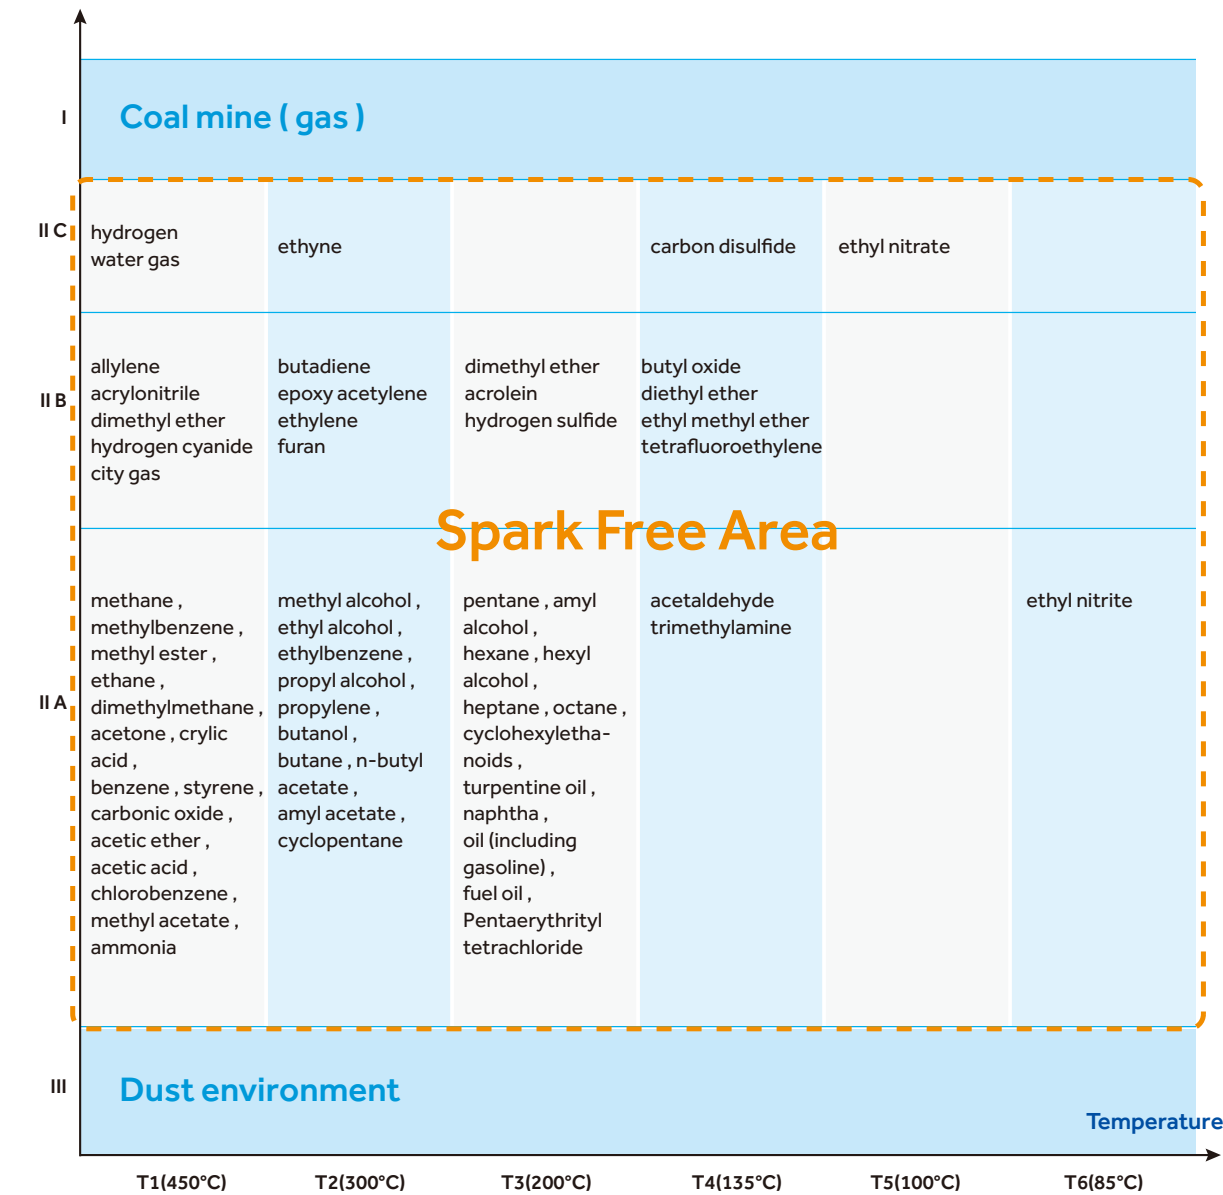 I
Coal mine ( gas )
II C
hydrogen
water gas
ethyne
carbon disulfide
ethyl nitrate
II B
allylene
acrylonitrile
dimethyl ether
hydrogen cyanide
city gas
butadiene
epoxy acetylene
ethylene
furan
dimethyl ether
acrolein
hydrogen sulfide
butyl oxide
diethyl ether
ethyl methyl ether
tetrafluoroethylene
Spark Free Area
II A
methane ,
methylbenzene ,
methyl ester ,
ethane ,
dimethylmethane ,
acetone , crylic
acid ,
benzene , styrene ,
carbonic oxide ,
acetic ether ,
acetic acid ,
chlorobenzene ,
methyl acetate ,
ammonia
methyl alcohol ,
ethyl alcohol ,
ethylbenzene ,
propyl alcohol ,
propylene ,
butanol ,
butane , n-butyl
acetate ,
amyl acetate ,
cyclopentane
pentane , amyl
alcohol ,
hexane , hexyl
alcohol ,
heptane , octane ,
cyclohexyletha-
noids ,
turpentine oil ,
naphtha ,
oil (including
gasoline) ,
fuel oil ,
Pentaerythrityl
tetrachloride
acetaldehyde
trimethylamine
ethyl nitrite
III
Dust environment
Temperature
T1(450°C)
T2(300°C)
T3(200°C)
T4(135°C)
T5(100°C)
T6(85°C)